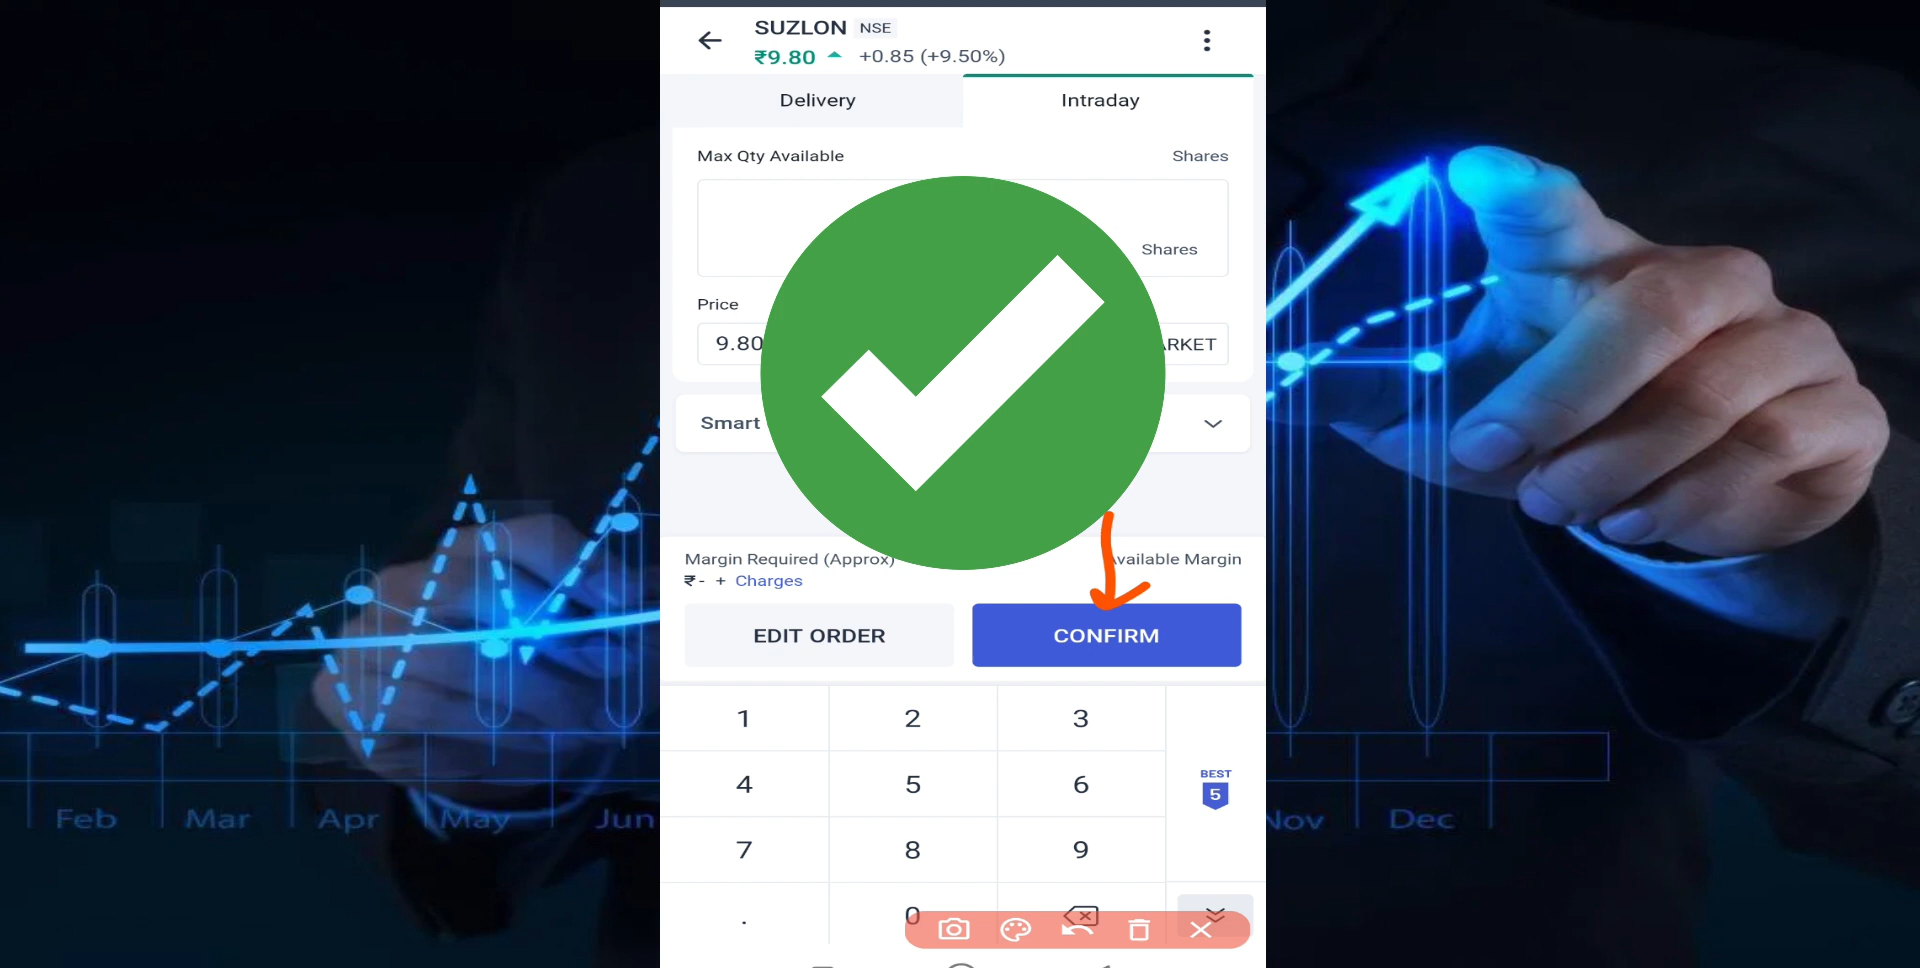 SUZLON NSE
₹9.80 +0.85 (+9.50%)
Delivery Intraday
Max Qty Available Shares
Shares
Price
9.80 ARKET
Smart
Margin Required (Approx) Available Margin
₹- + Charges
EDIT ORDER CONFIRM
1 2 3
4 5 6
BEST
5
7 8 9
. 0
Feb Mar Apr May Jun Nov Dec